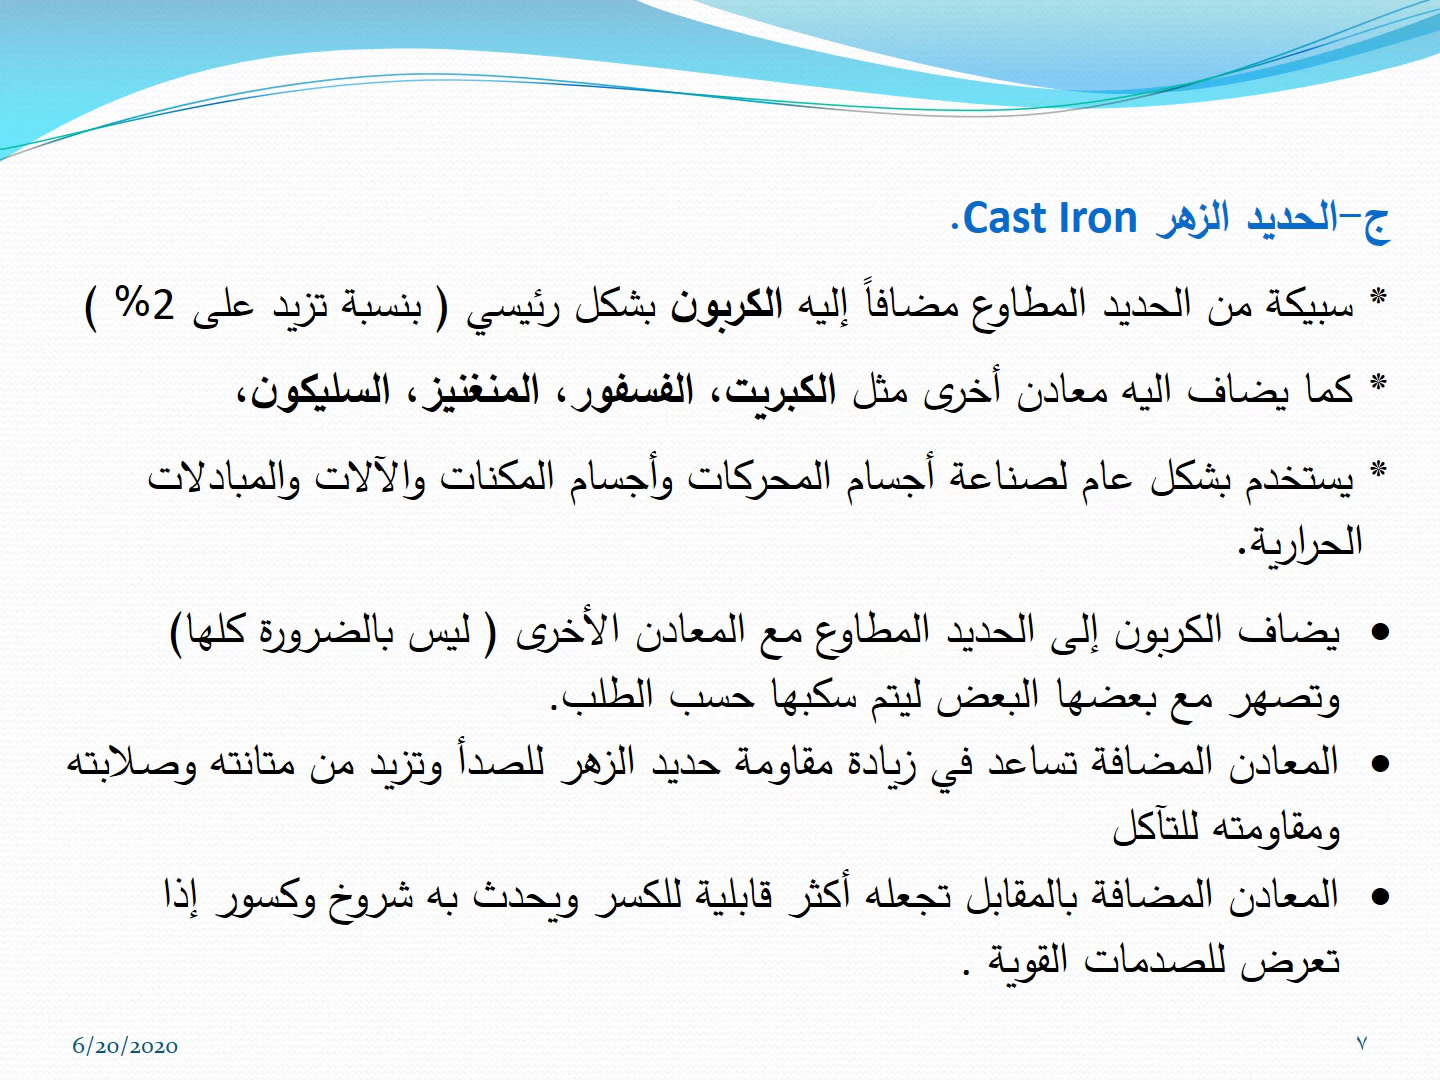 ج-الحديد الزهر Cast Iron.
* سبيكة من الحديد المطاوع مضافاً إليه الكربون بشكل رئيسي ( بنسبة تزيد على 2% )
* كما يضاف اليه معادن أخرى مثل الكبريت، الفسفور، المنغنيز، السليكون،
* يستخدم بشكل عام لصناعة أجسام المحركات وأجسام المكنات والآلات والمبادلات
الحرارية.
• يضاف الكربون إلى الحديد المطاوع مع المعادن الأخرى ( ليس بالضرورة كلها)
وتصهر مع بعضها البعض ليتم سكبها حسب الطلب.
• المعادن المضافة تساعد في زيادة مقاومة حديد الزهر للصدأ وتزيد من متانته وصلابته
ومقاومته للتآكل
• المعادن المضافة بالمقابل تجعله أكثر قابلية للكسر ويحدث به شروخ وكسور إذا
تعرض للصدمات القوية .
6/20/2020
٧